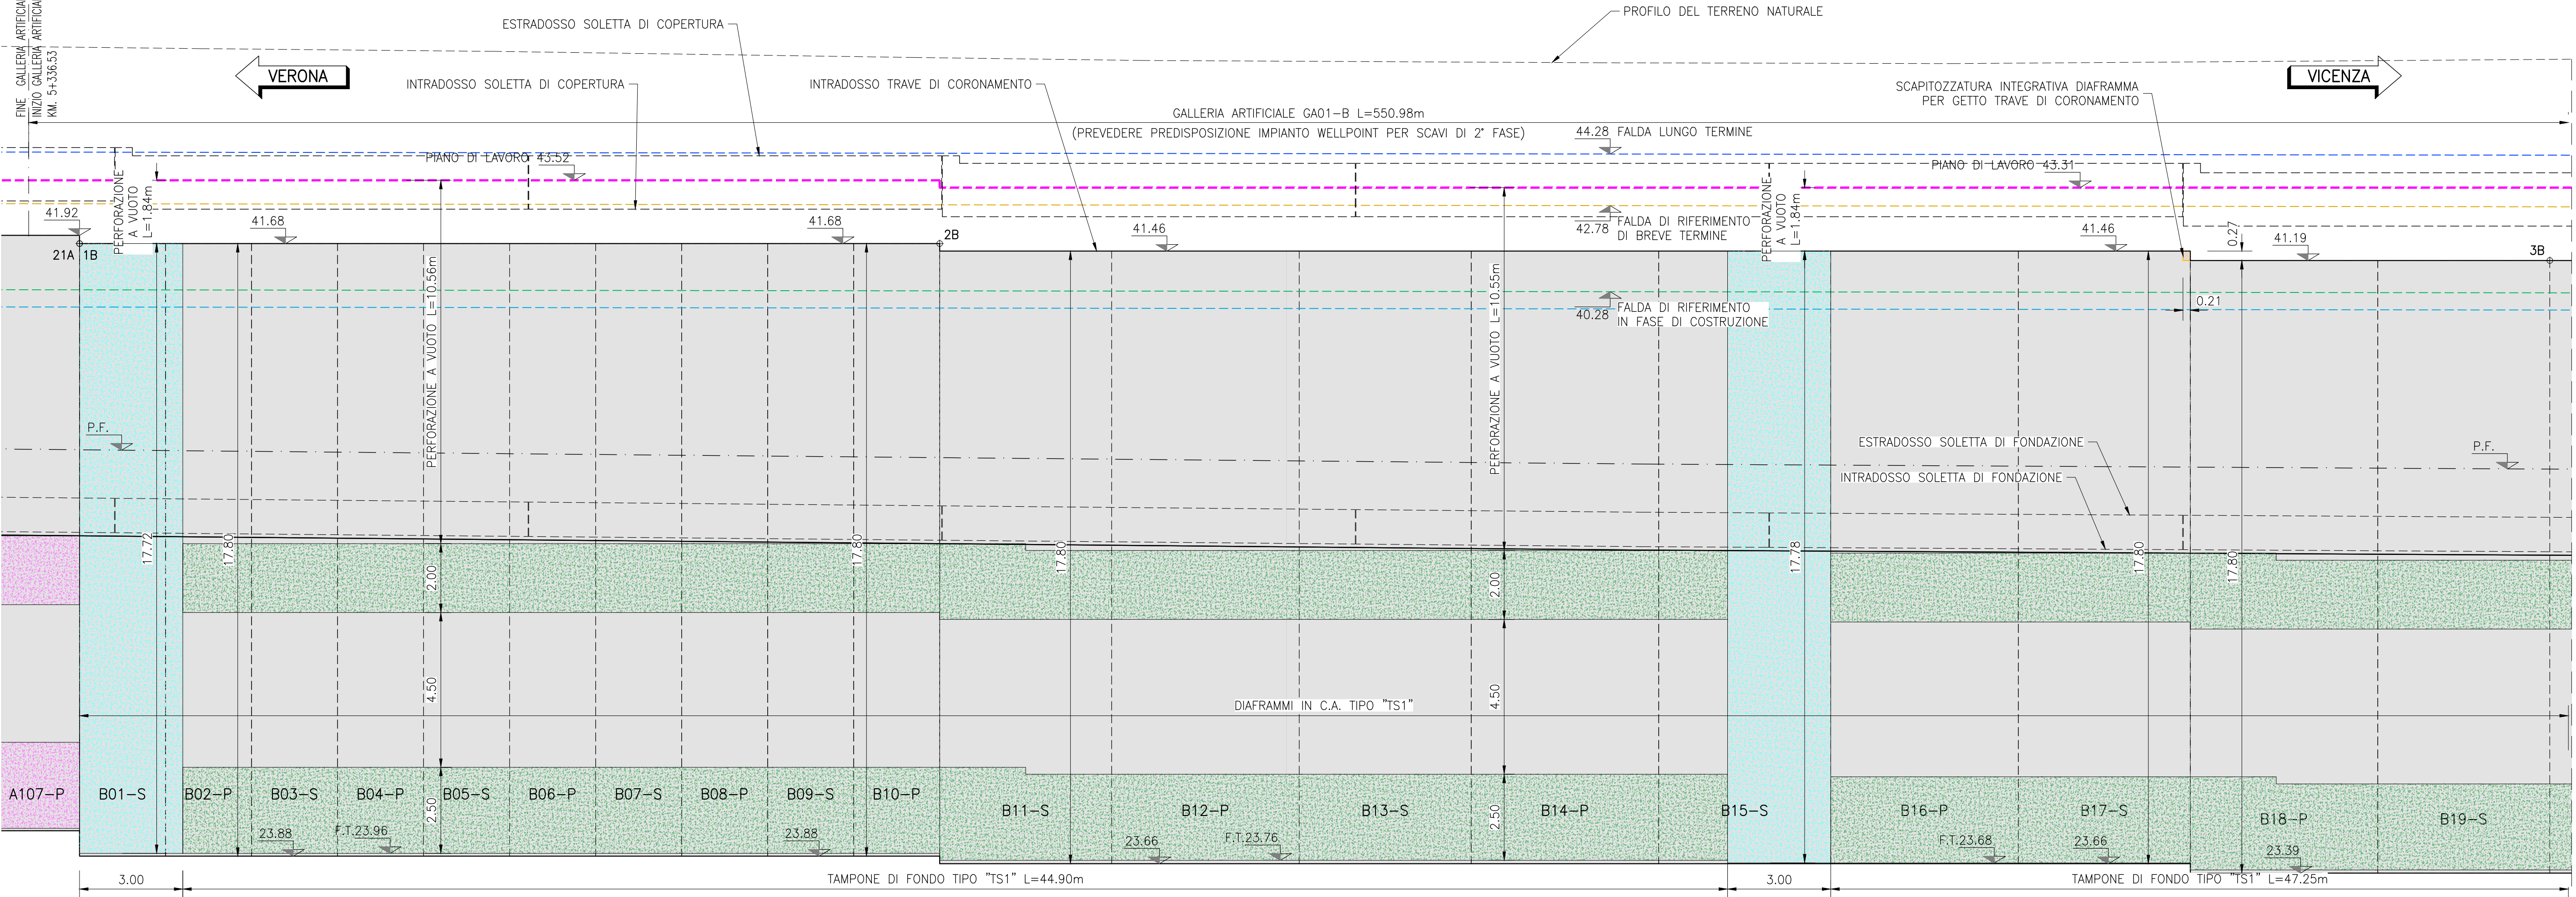 FINE GALLERIA ARTIFICIA
INIZIO GALLERIA ARTIFICIA
KM. 5+336.53
ESTRADOSSO SOLETTA DI COPERTURA
PROFILO DEL TERRENO NATURALE
VERONA
VICENZA
INTRADOSSO SOLETTA DI COPERTURA
INTRADOSSO TRAVE DI CORONAMENTO
SCAPITOZZATURA INTEGRATIVA DIAFRAMMA
PER GETTO TRAVE DI CORONAMENTO
GALLERIA ARTIFICIALE GA01-B L=550.98m
(PREVEDERE PREDISPOSIZIONE IMPIANTO WELLPOINT PER SCAVI DI 2° FASE)
44.28 FALDA LUNGO TERMINE
PIANO DI LAVORO 43.52
PIANO DI LAVORO 43.31
PERFORAZIONE
A VUOTO
L=1.84m
PERFORAZIONE
A VUOTO
L=1.84m
41.92
41.68
41.68
2B
41.46
42.78 FALDA DI RIFERIMENTO
DI BREVE TERMINE
41.46
0.27
41.19
3B
21A
1B
PERFORAZIONE A VUOTO L=10.56m
PERFORAZIONE A VUOTO L=10.55m
40.28 FALDA DI RIFERIMENTO
IN FASE DI COSTRUZIONE
0.21
P.F.
P.F.
ESTRADOSSO SOLETTA DI FONDAZIONE
INTRADOSSO SOLETTA DI FONDAZIONE
17.72
17.80
17.80
17.80
17.78
17.80
17.80
2.00
2.00
4.50
4.50
DIAFRAMMI IN C.A. TIPO "TS1"
2.50
2.50
A107-P
B01-S
B02-P
B03-S
B04-P
B05-S
B06-P
B07-S
B08-P
B09-S
B10-P
B11-S
B12-P
B13-S
B14-P
B15-S
B16-P
B17-S
B18-P
B19-S
23.88
F.T.23.96
23.88
23.66
F.T.23.76
F.T.23.68
23.66
23.39
3.00
TAMPONE DI FONDO TIPO "TS1" L=44.90m
3.00
TAMPONE DI FONDO TIPO "TS1" L=47.25m